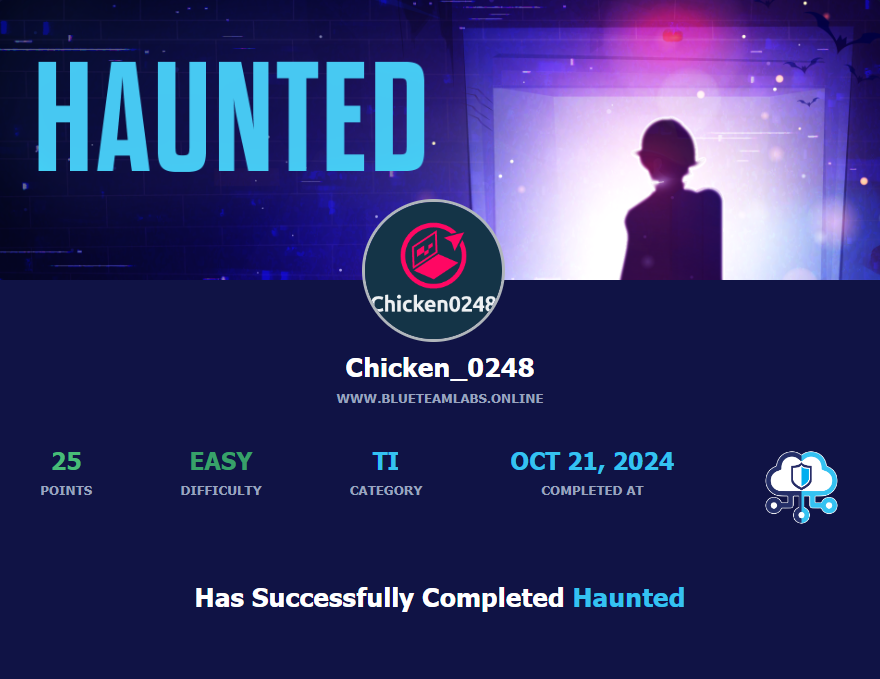 HAUNTED
Chicken0248
Chicken_0248
WWW.BLUETEAMLABS.ONLINE
25 EASY TI OCT 21, 2024
POINTS DIFFICULTY CATEGORY COMPLETED AT
Has Successfully Completed Haunted